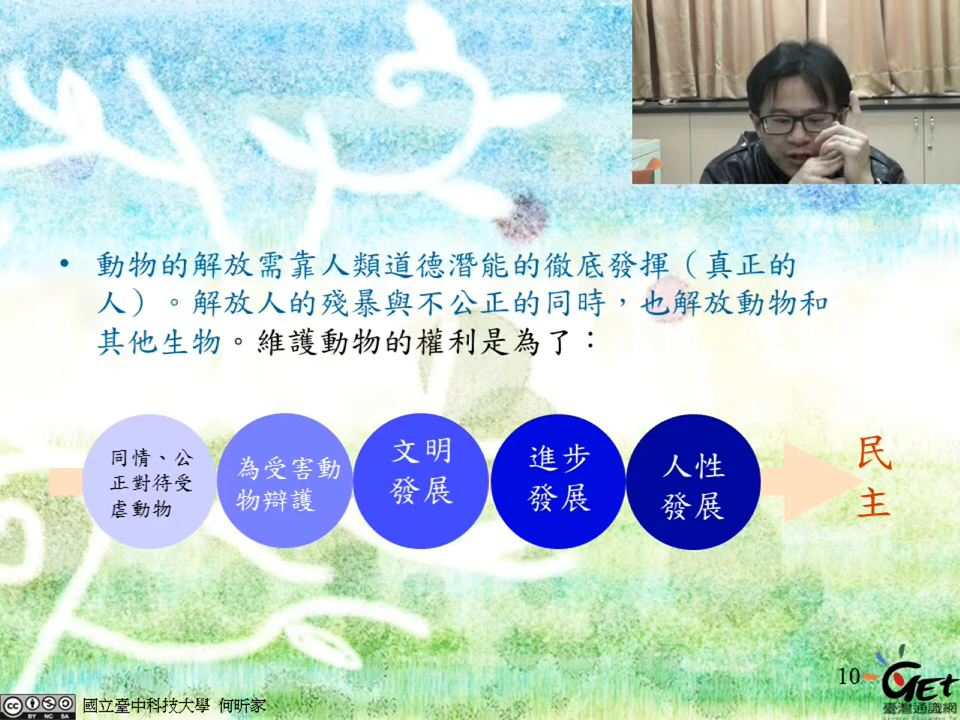 • 動物的解放需靠人類道德潛能的徹底發揮（真正的
人）。解放人的殘暴與不公正的同時，也解放動物和
其他生物。維護動物的權利是為了：
同情、公
正對待受
虐動物
為受害動
物辯護
文明
發展
進步
發展
人性
發展
民
主
10
GET
臺灣通識網
cc BY NC SA
國立臺中科技大學 何昕家